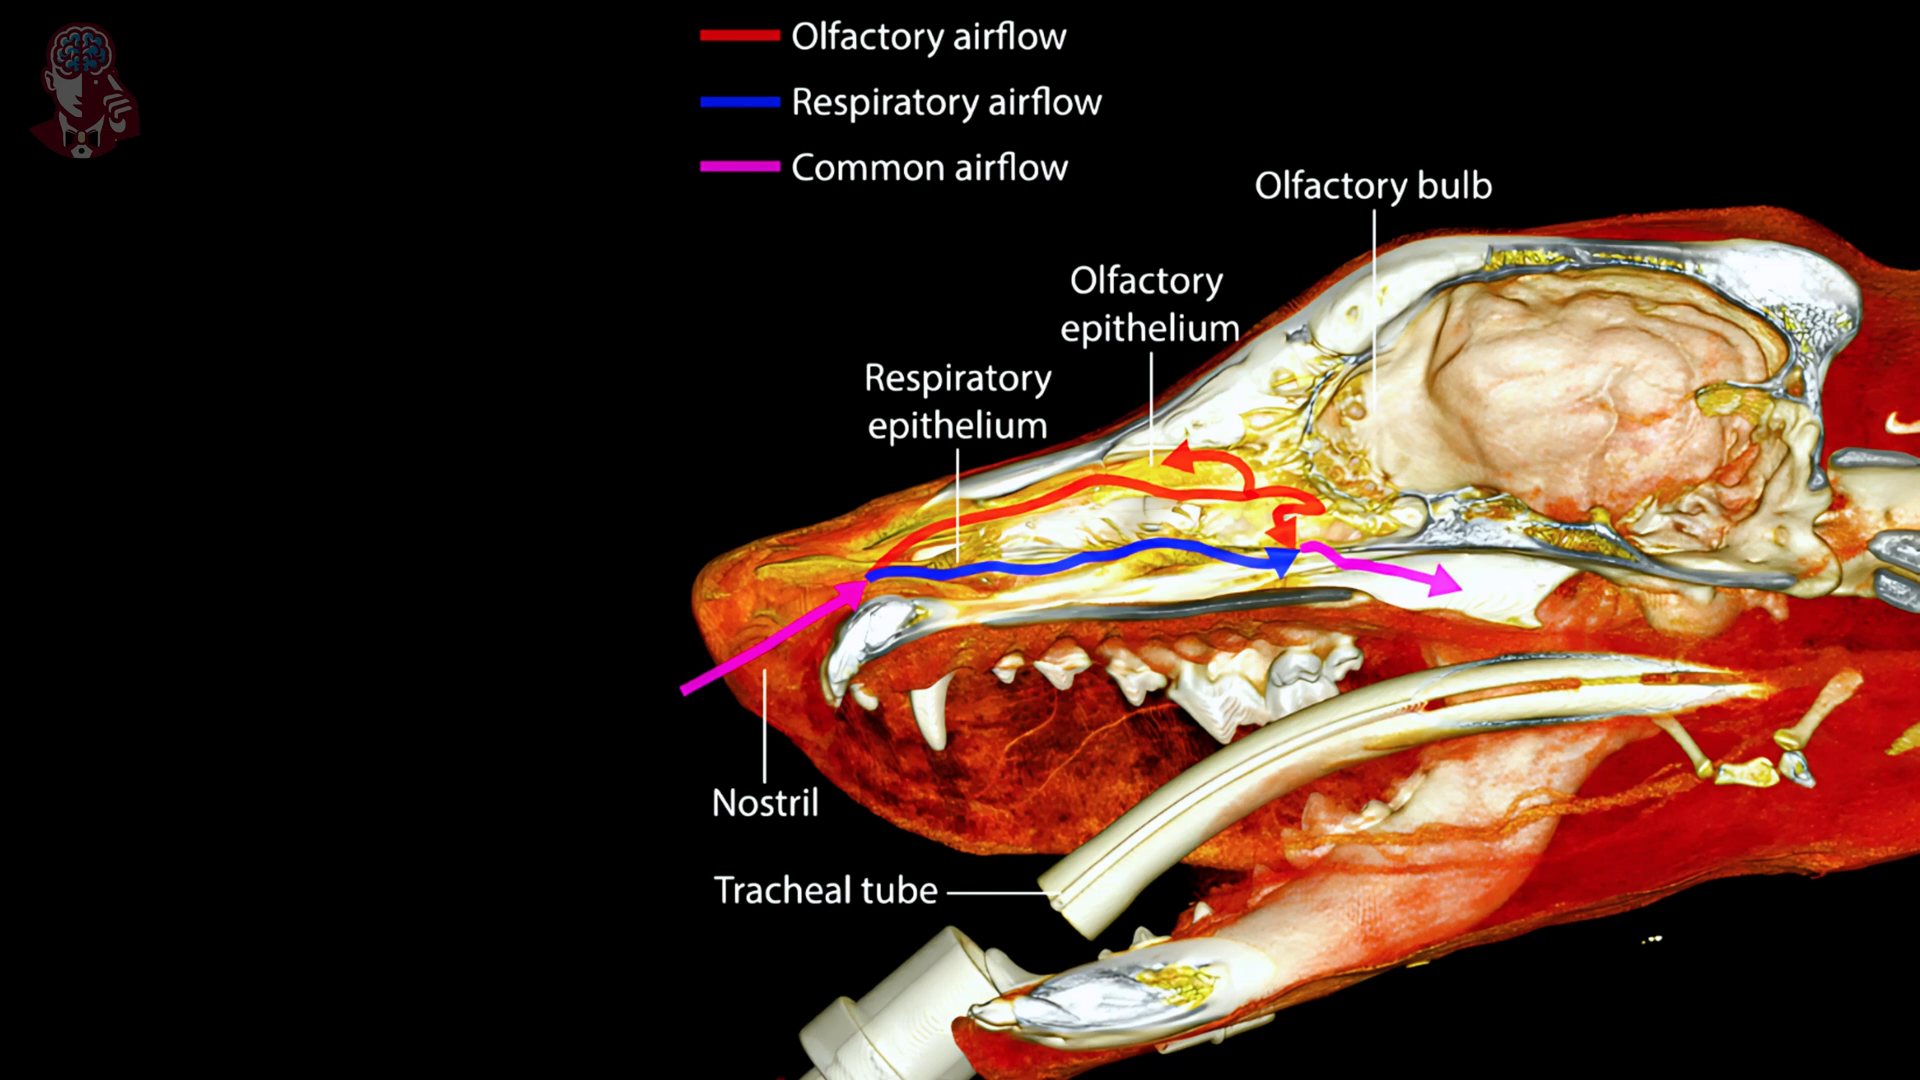 Olfactory airflow
Respiratory airflow
Common airflow
Olfactory bulb
Olfactory
epithelium
Respiratory
epithelium
Nostril
Tracheal tube